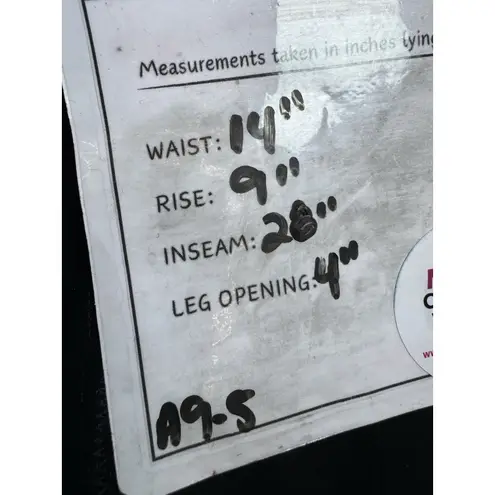 Measurements taken in inches lying
WAIST: 14"
RISE: 9"
INSEAM: 28"
LEG OPENING: 4"
A9-S